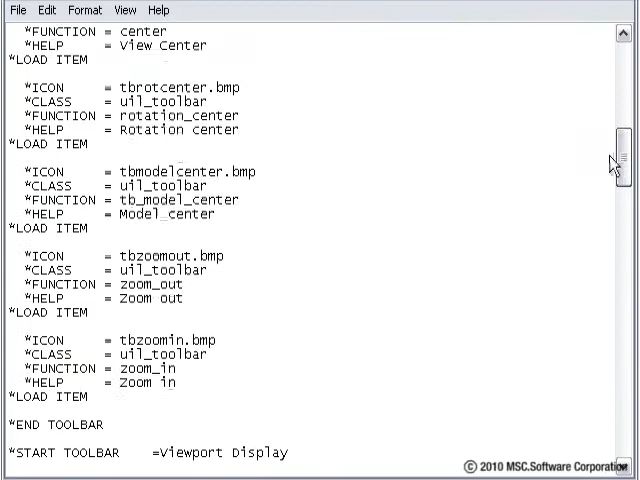 File Edit Format View Help
*FUNCTION = center
*HELP = View Center
*LOAD ITEM
*ICON = tbrotcenter.bmp
*CLASS = uil_toolbar
*FUNCTION = rotation_center
*HELP = Rotation center
*LOAD ITEM
*ICON = tbmodelcenter.bmp
*CLASS = uil_toolbar
*FUNCTION = tb_model_center
*HELP = Model_center
*LOAD ITEM
*ICON = tbzoomout.bmp
*CLASS = uil_toolbar
*FUNCTION = zoom_out
*HELP = Zoom out
*LOAD ITEM
*ICON = tbzoomin.bmp
*CLASS = uil_toolbar
*FUNCTION = zoom_in
*HELP = Zoom in
*LOAD ITEM
*END TOOLBAR
*START TOOLBAR =Viewport Display
© 2010 MSC.Software Corporation